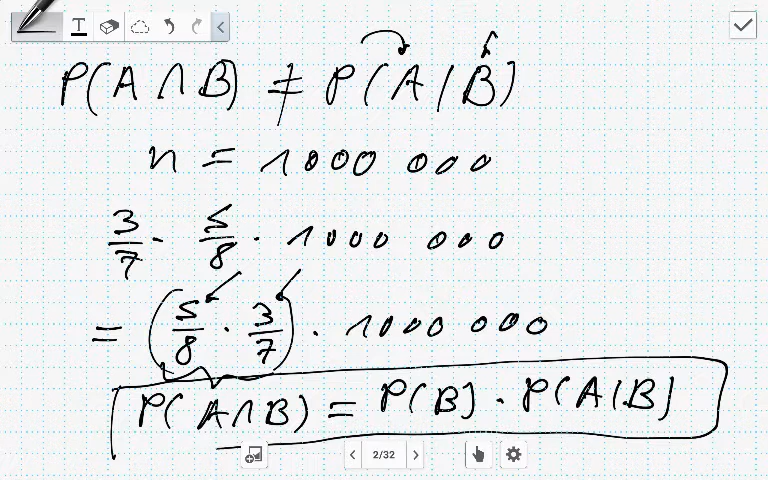 T
P(A ∩ B) ≠ P(A | B)
n = 1000 000
3/7 · 5/8 · 1000 000
= (5/8 · 3/7) · 1000 000
P(A∩B) = P(B) · P(A|B)
2/32